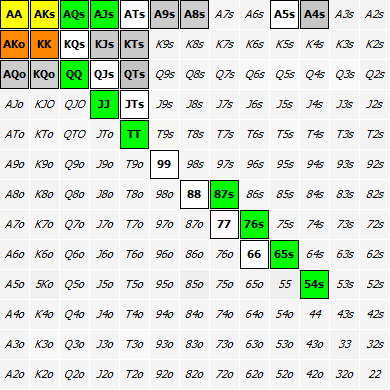 AA AKs AQs AJs ATs A9s A8s A7s A6s A5s A4s A3s A2s
AKo KK KQs KJs KTs K9s K8s K7s K6s K5s K4s K3s K2s
AQo KQo QQ QJs QTs Q9s Q8s Q7s Q6s Q5s Q4s Q3s Q2s
AJo KJO QJO JJ JTs J9s J8s J7s J6s J5s J4s J3s J2s
ATo KTo QTO JTo TT T9s T8s T7s T6s T5s T4s T3s T2s
A9o K9o Q9o J9o T9o 99 98s 97s 96s 95s 94s 93s 92s
A8o K8o Q8o J8o T8o 98o 88 87s 86s 85s 84s 83s 82s
A7o K7o Q7o J7o T7o 97o 87o 77 76s 75s 74s 73s 72s
A6o K6o Q6o J6o T6o 96o 86o 76o 66 65s 64s 63s 62s
A5o 5Ko Q5o J5o T5o 95o 85o 75o 65o 55 54s 53s 52s
A4o K4o Q4o J4o T4o 94o 84o 74o 64o 54o 44 43s 42s
A3o K3o Q3o J3o T3o 93o 83o 73o 63o 53o 43o 33 32s
A2o K2o Q2o J2o T2o 92o 82o 72o 62o 52o 42o 32o 22